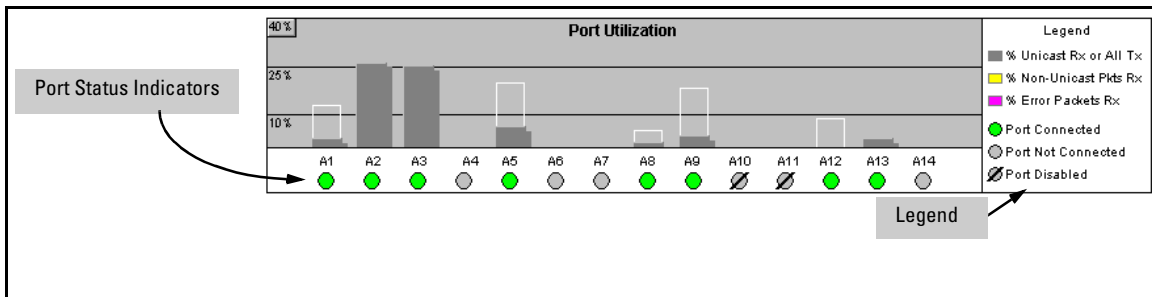 40%
Port Utilization
Legend
% Unicast Rx or All Tx
25%
% Non-Unicast Pkts Rx
Port Status Indicators
% Error Packets Rx
10%
Port Connected
Port Not Connected
A1 A2 A3 A4 A5 A6 A7 A8 A9 A10 A11 A12 A13 A14
Port Disabled
Legend